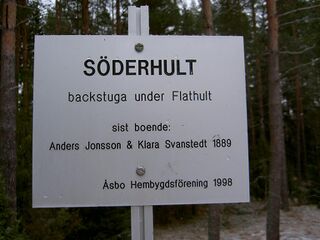 SÖDERHULT
backstuga under Flathult
sist boende:
Anders Jonsson & Klara Svanstedt 1889
Åsbo Hembygdsförening 1998